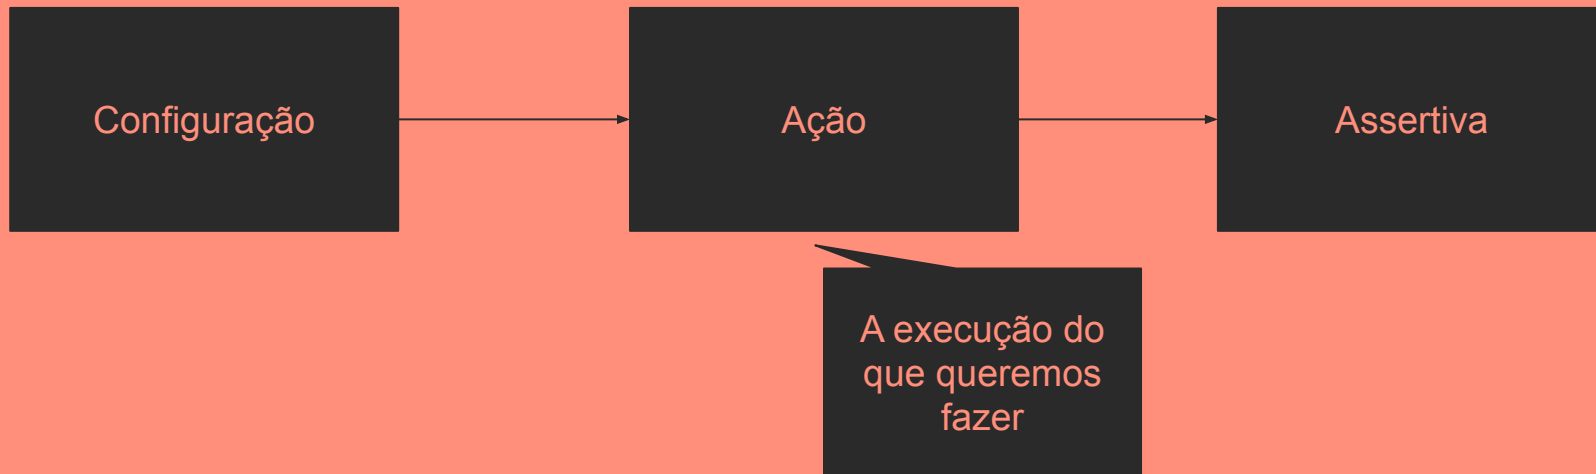 Configuração
Ação
Assertiva
A execução do
que queremos
fazer